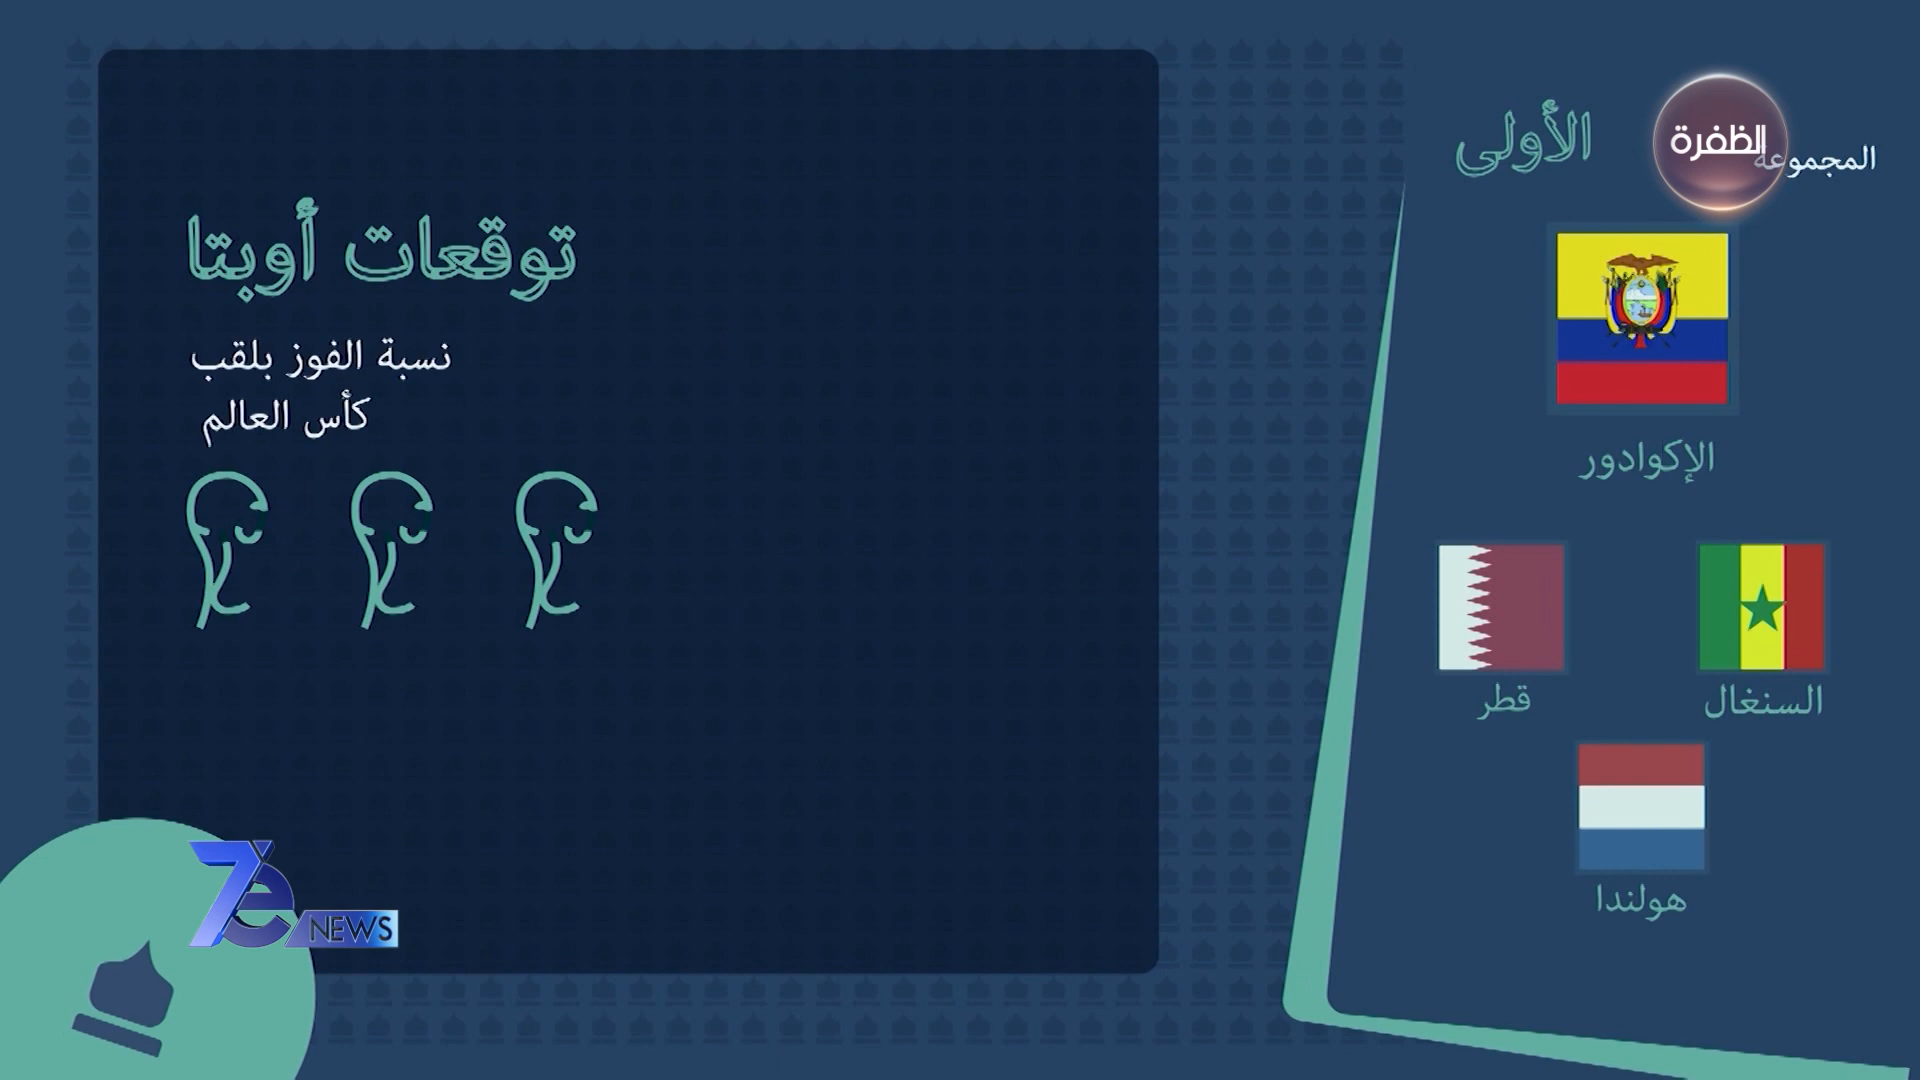 المجموعة الأولى
الظفرة
توقعات أوبتا
نسبة الفوز بلقب
كأس العالم
الإكوادور
السنغال
قطر
هولندا
7e NEWS